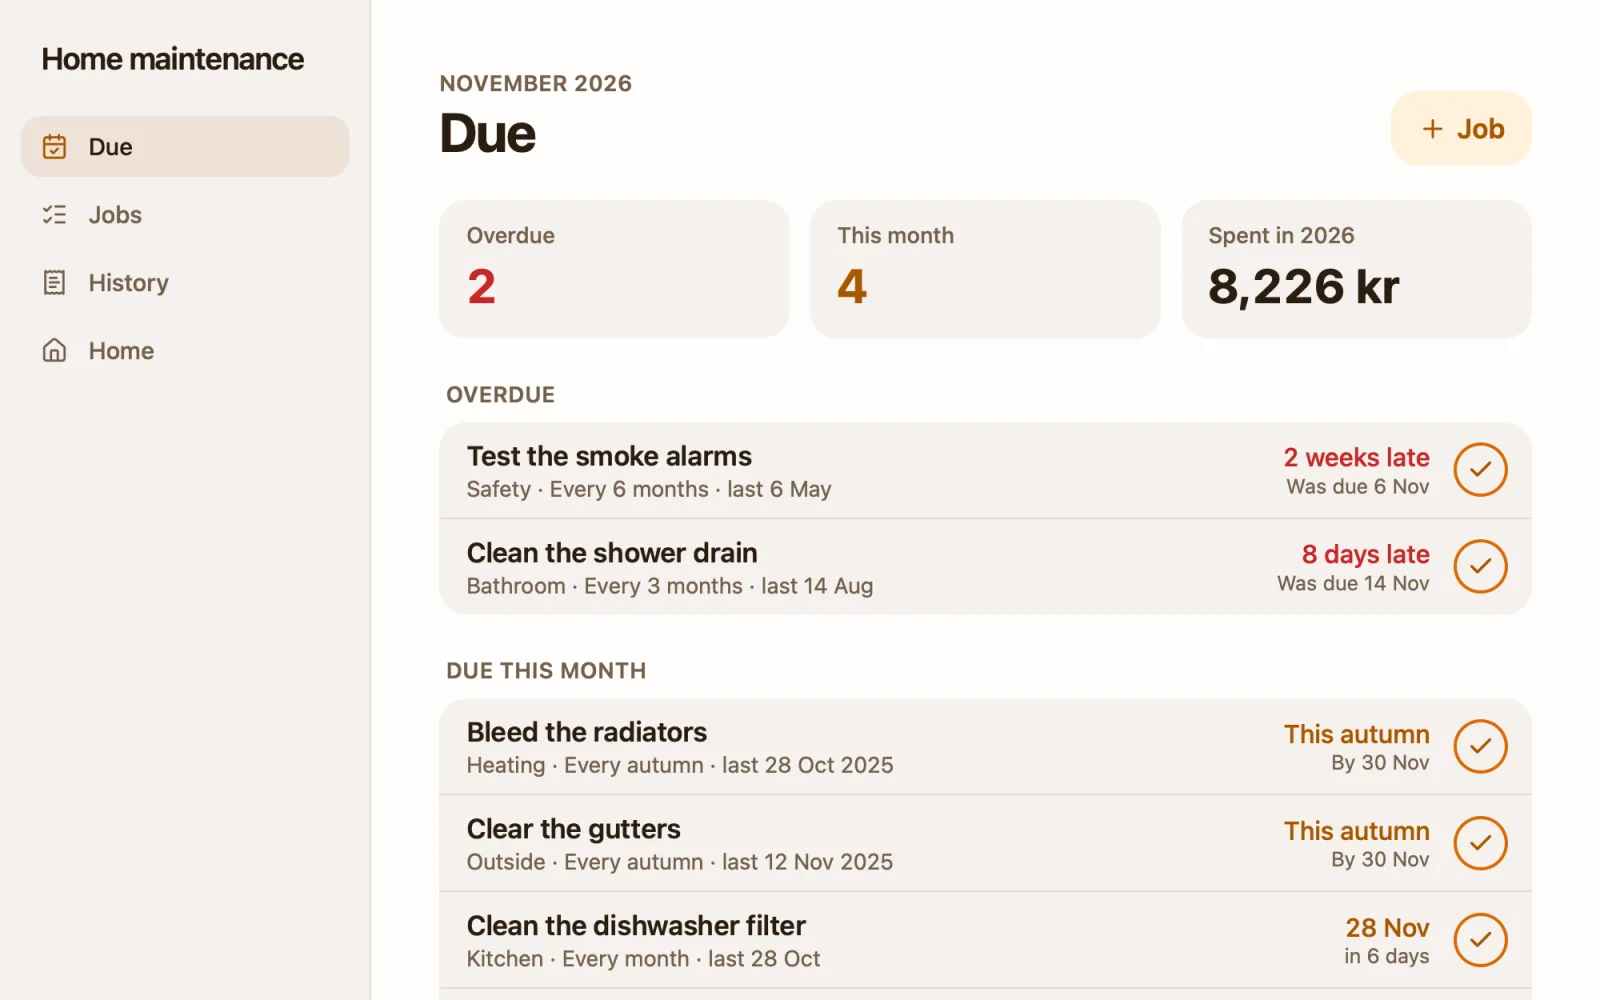 Home maintenance
Due
Jobs
History
Home
NOVEMBER 2026
Due
+ Job
Overdue
2
This month
4
Spent in 2026
8,226 kr
OVERDUE
Test the smoke alarms
Safety · Every 6 months · last 6 May
2 weeks late
Was due 6 Nov
Clean the shower drain
Bathroom · Every 3 months · last 14 Aug
8 days late
Was due 14 Nov
DUE THIS MONTH
Bleed the radiators
Heating · Every autumn · last 28 Oct 2025
This autumn
By 30 Nov
Clear the gutters
Outside · Every autumn · last 12 Nov 2025
This autumn
By 30 Nov
Clean the dishwasher filter
Kitchen · Every month · last 28 Oct
28 Nov
in 6 days